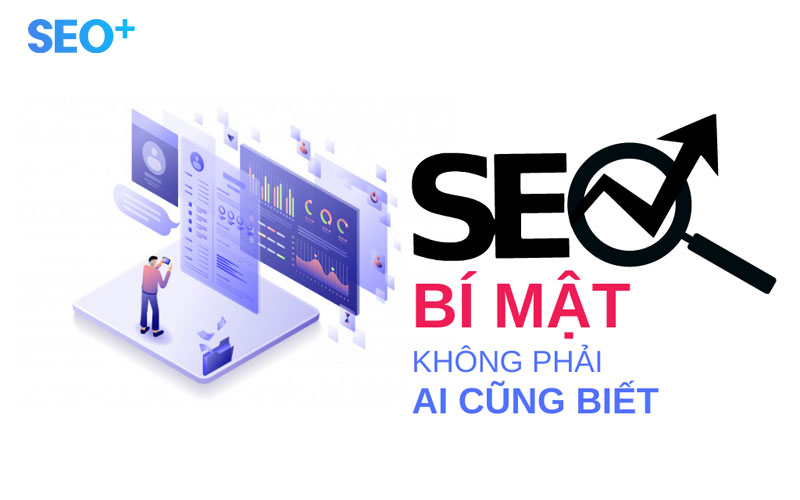 SEO+
SEO
BÍ MẬT
KHÔNG PHẢI
AI CŨNG BIẾT